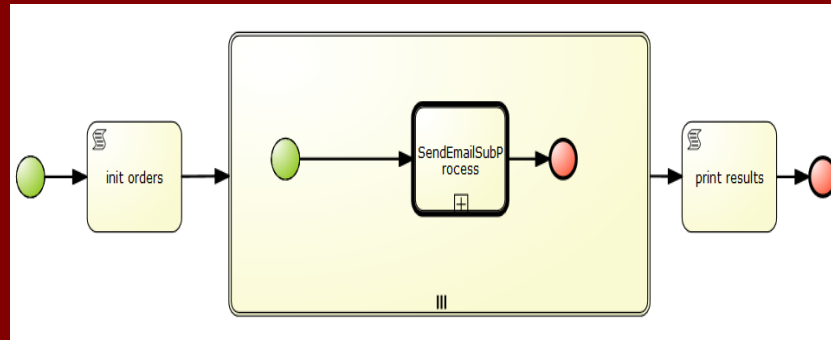 init orders
SendEmailSubP
rocess
print results